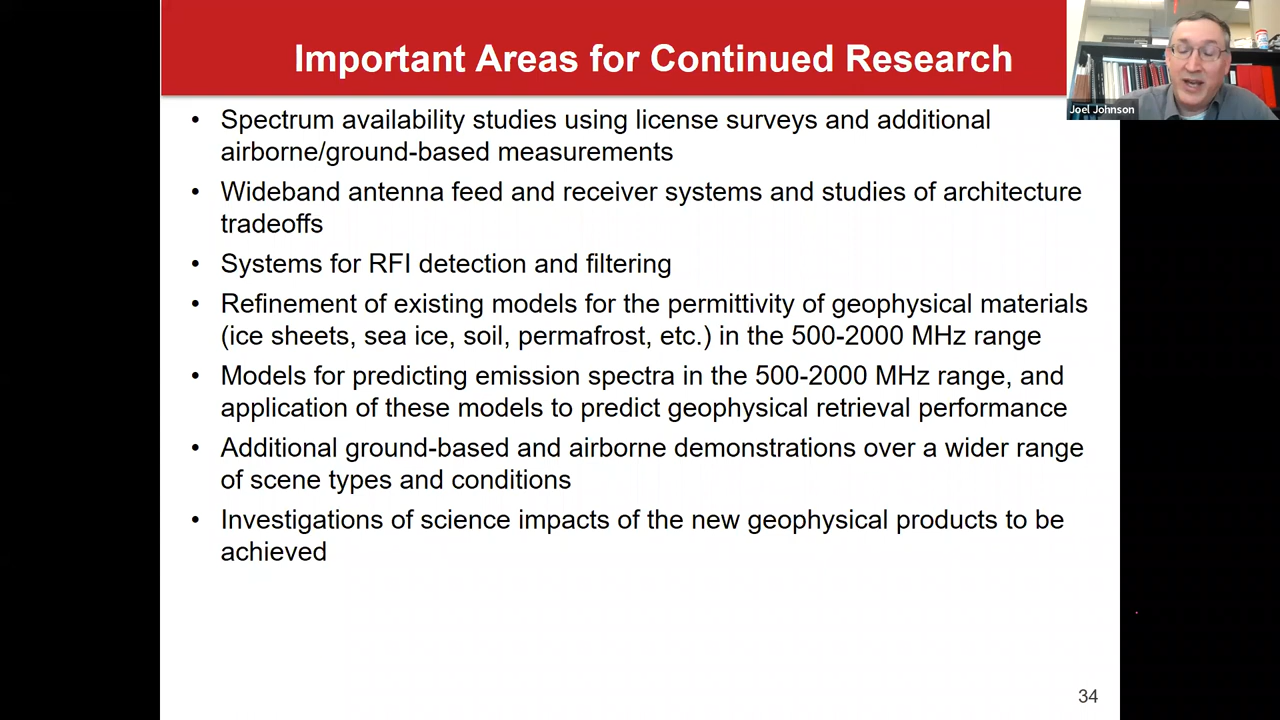 Important Areas for Continued Research
Joel Johnson
• Spectrum availability studies using license surveys and additional
airborne/ground-based measurements
• Wideband antenna feed and receiver systems and studies of architecture
tradeoffs
• Systems for RFI detection and filtering
• Refinement of existing models for the permittivity of geophysical materials
(ice sheets, sea ice, soil, permafrost, etc.) in the 500-2000 MHz range
• Models for predicting emission spectra in the 500-2000 MHz range, and
application of these models to predict geophysical retrieval performance
• Additional ground-based and airborne demonstrations over a wider range
of scene types and conditions
• Investigations of science impacts of the new geophysical products to be
achieved
34